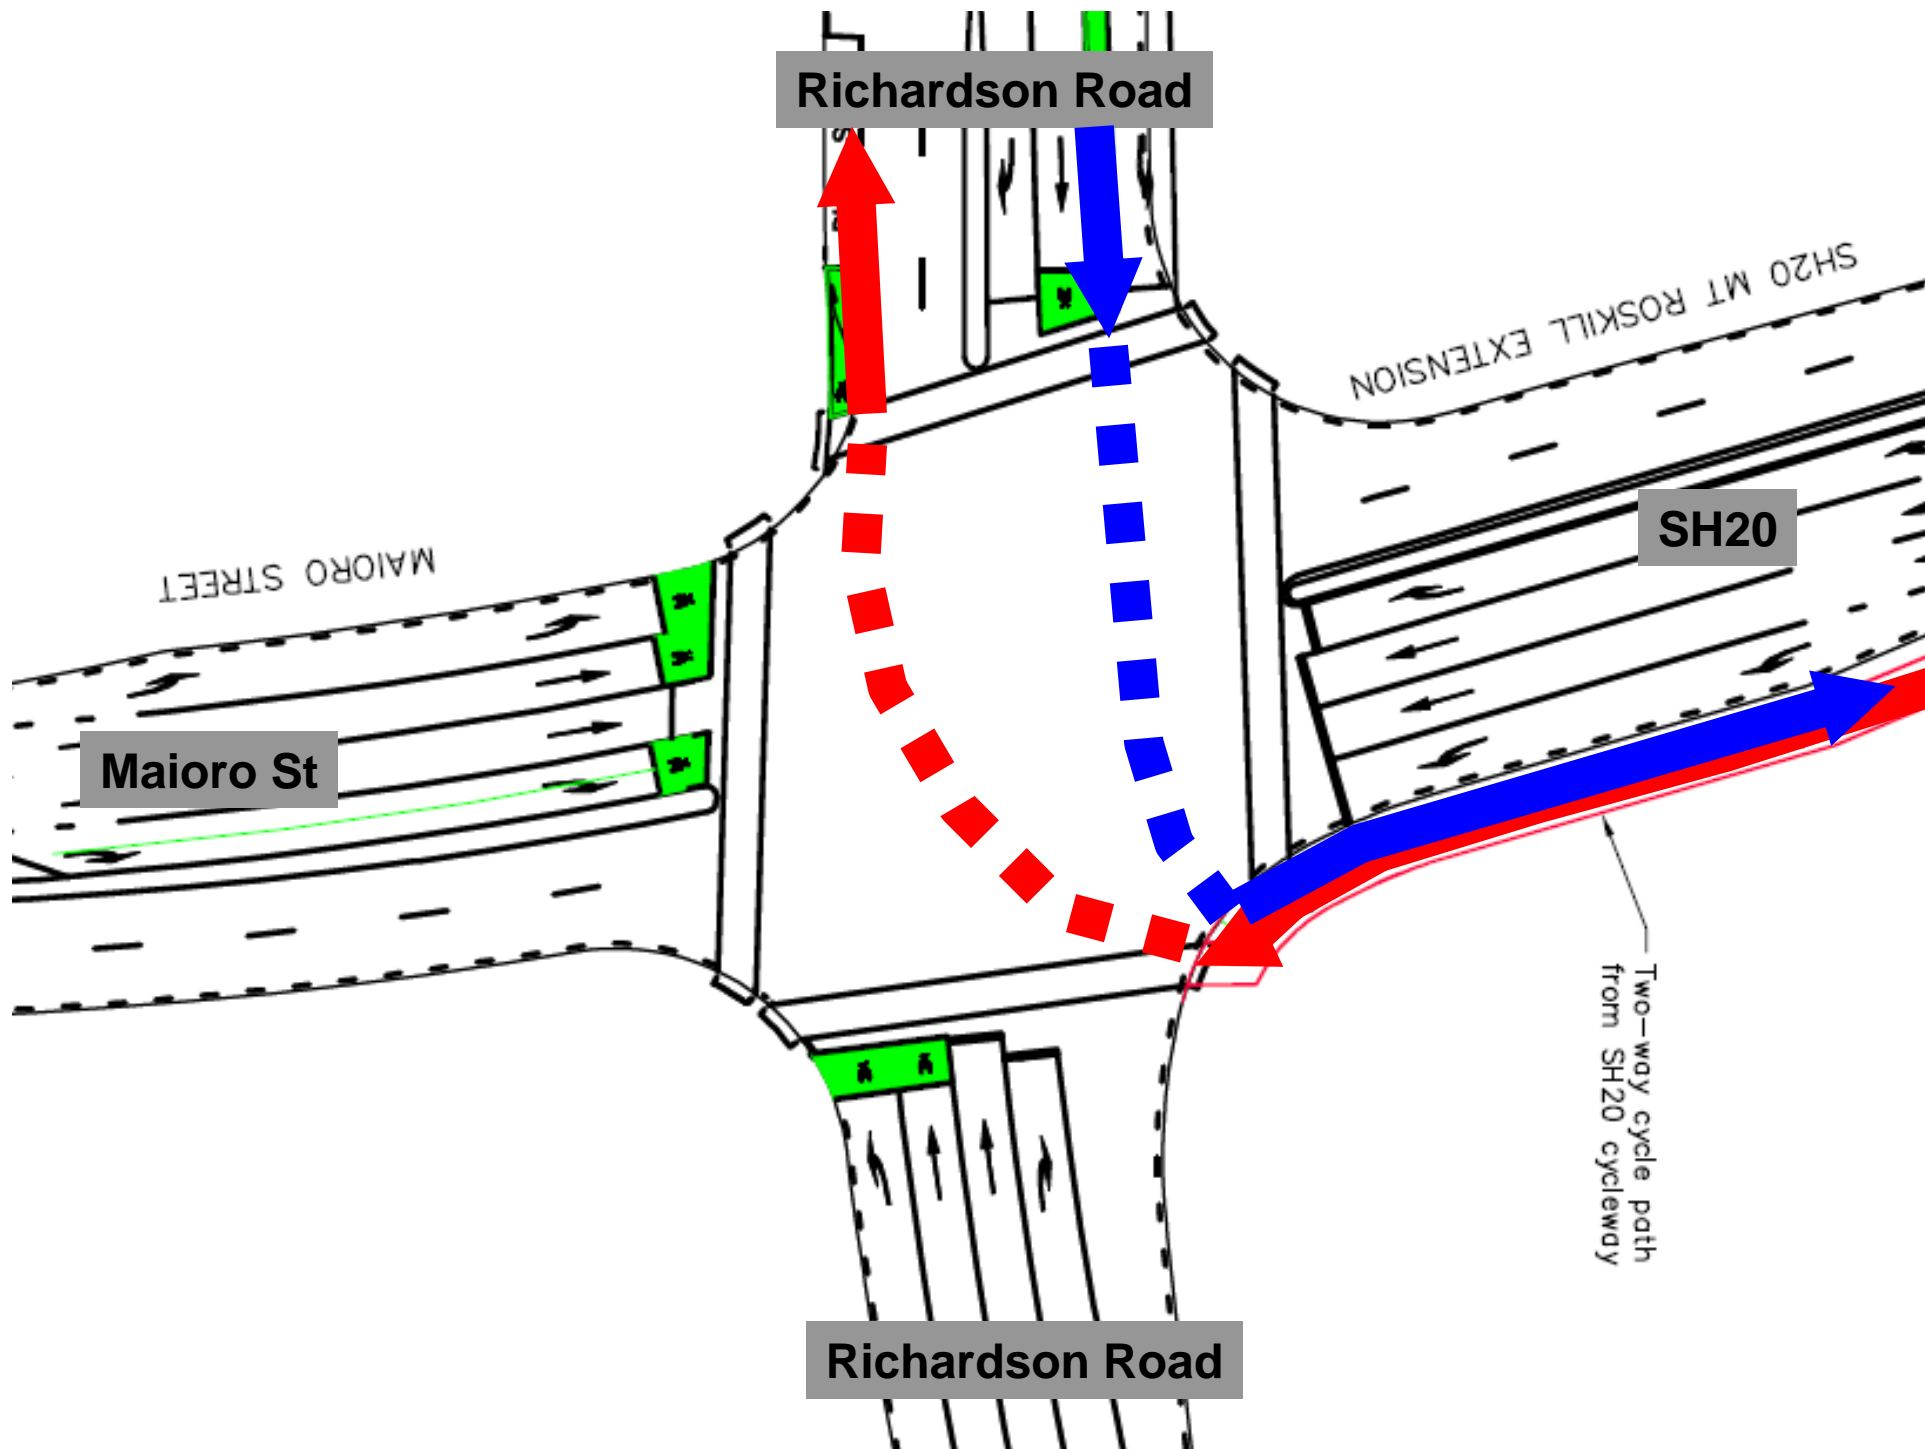 Richardson Road
SH20 MT ROSKILL EXTENSION
SH20
MAIORO STREET
Maioro St
Two-way cycle path
from SH20 cycleway
Richardson Road